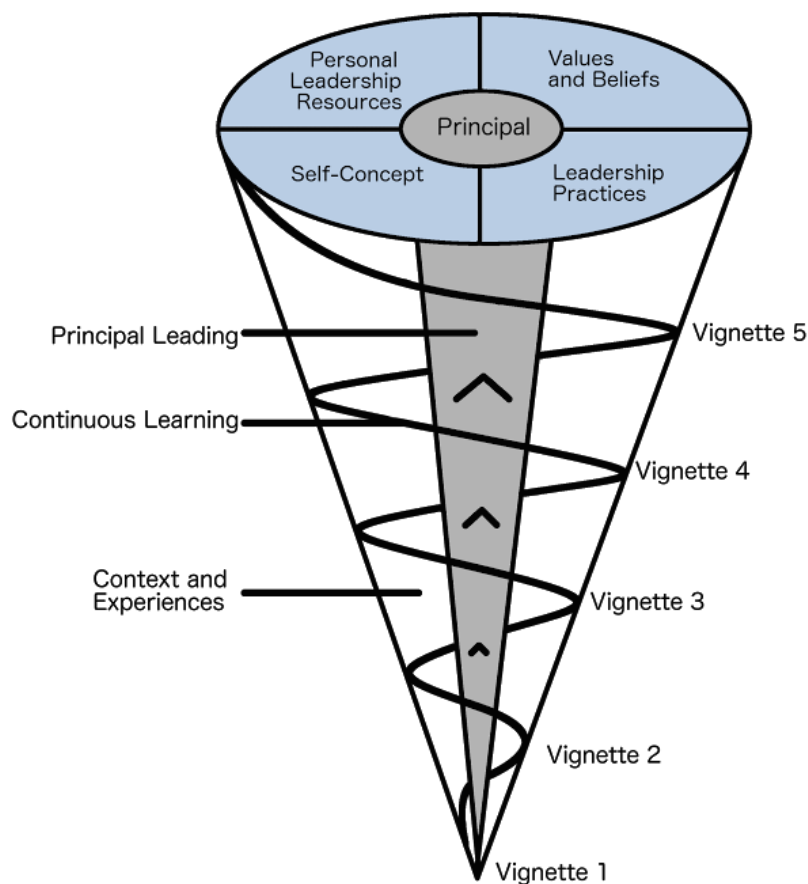 Personal
Leadership
Resources
Values
and Beliefs
Principal
Self-Concept
Leadership
Practices
Principal Leading
Vignette 5
Continuous Learning
Vignette 4
Context and
Experiences
Vignette 3
Vignette 2
Vignette 1